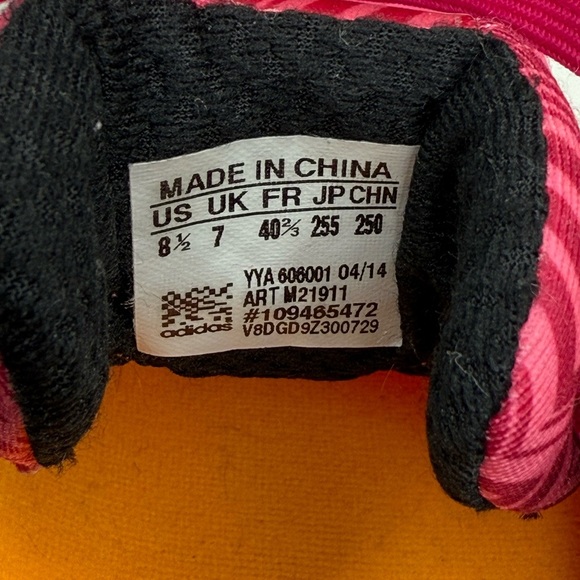 MADE IN CHINA
US UK FR JP CHN
8½ 7 40⅔ 255 250
YYA 606001 04/14
ART M21911
#109465472
adidas V8DGD9Z300729